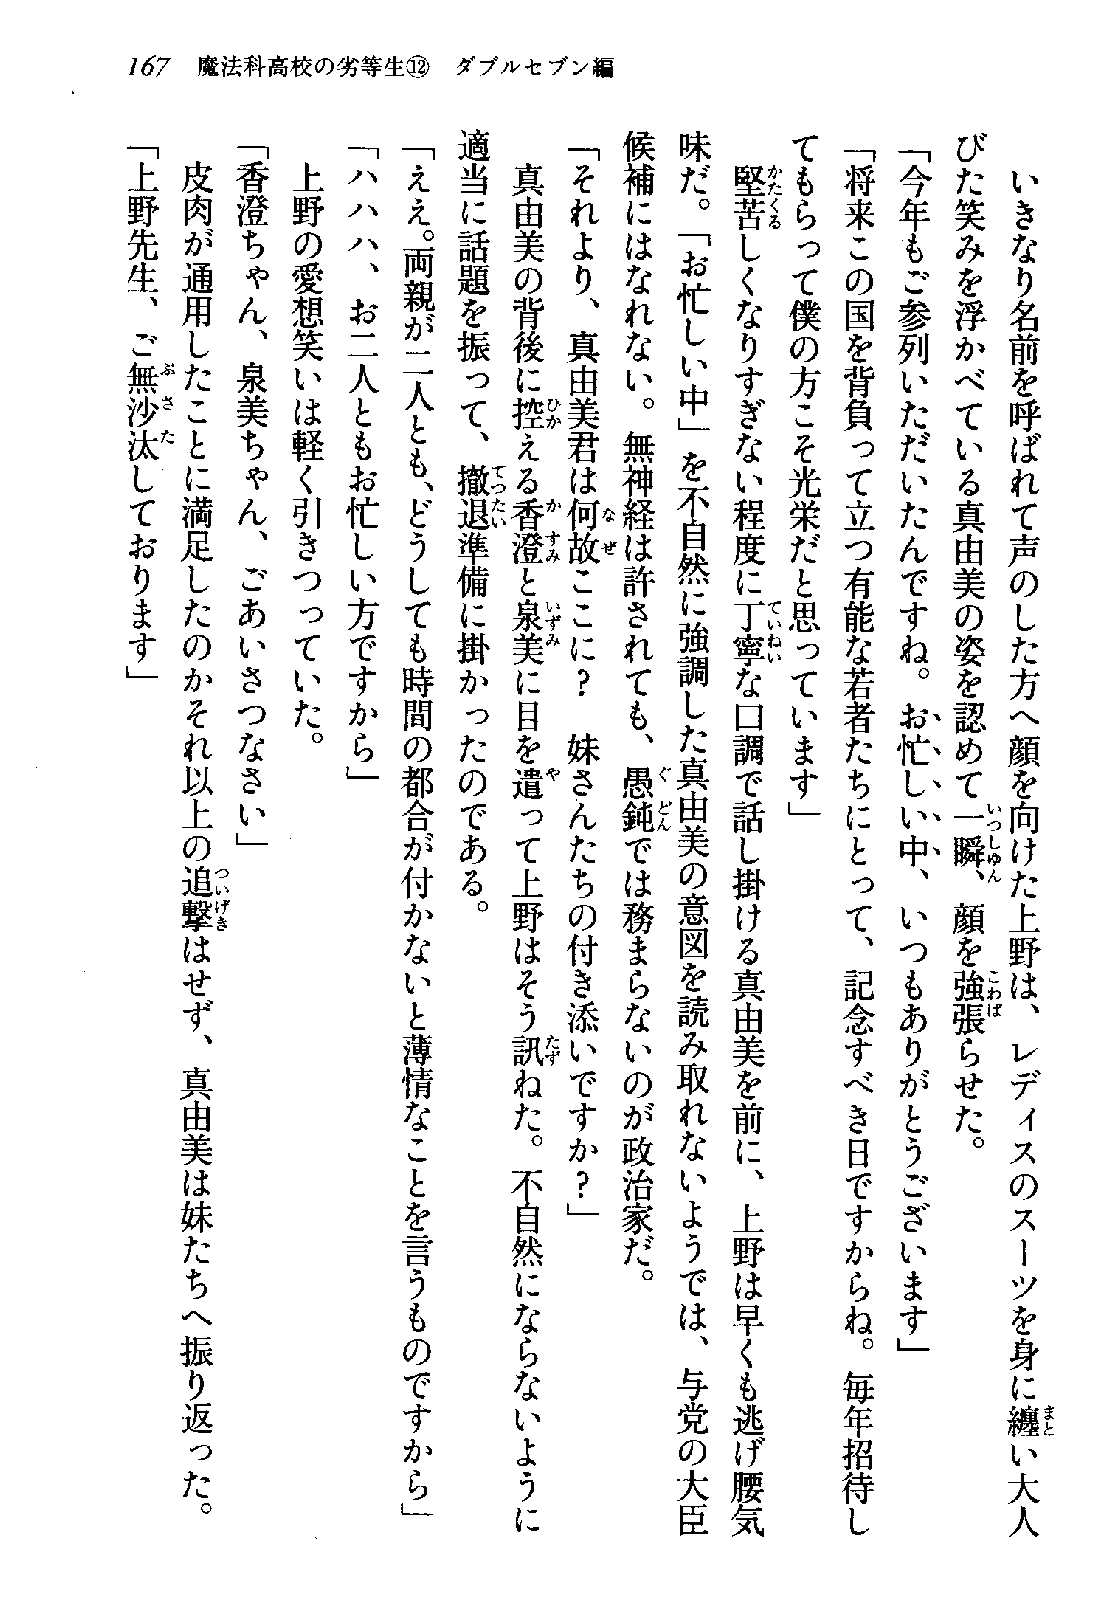 167　魔法科高校の劣等生⑫　ダブルセブン編
　いきなり名前を呼ばれて声のした方へ顔を向けた上野は、レディスのスーツを身に纏い大人
びた笑みを浮かべている真由美の姿を認めて一瞬、顔を強張らせた。
「今年もご参列いただいたんですね。お忙しい中、いつもありがとうございます」
「将来この国を背負って立つ有能な若者たちにとって、記念すべき日ですからね。毎年招待し
てもらって僕の方こそ光栄だと思っています」
　堅苦しくなりすぎない程度に丁寧な口調で話し掛ける真由美を前に、上野は早くも逃げ腰気
味だ。「お忙しい中」を不自然に強調した真由美の意図を読み取れないようでは、与党の大臣
候補にはなれない。無神経は許されても、愚鈍では務まらないのが政治家だ。
「それより、真由美君は何故ここに？　妹さんたちの付き添いですか？」
　真由美の背後に控える香澄と泉美に目を遣って上野はそう訊ねた。不自然にならないように
適当に話題を振って、撤退準備に掛かったのである。
「ええ。両親が二人とも、どうしても時間の都合が付かないと薄情なことを言うものですから」
「ハハハ、お二人ともお忙しい方ですから」
　上野の愛想笑いは軽く引きつっていた。
「香澄ちゃん、泉美ちゃん、ごあいさつなさい」
　皮肉が通用したことに満足したのかそれ以上の追撃はせず、真由美は妹たちへ振り返った。
「上野先生、ご無沙汰しております」